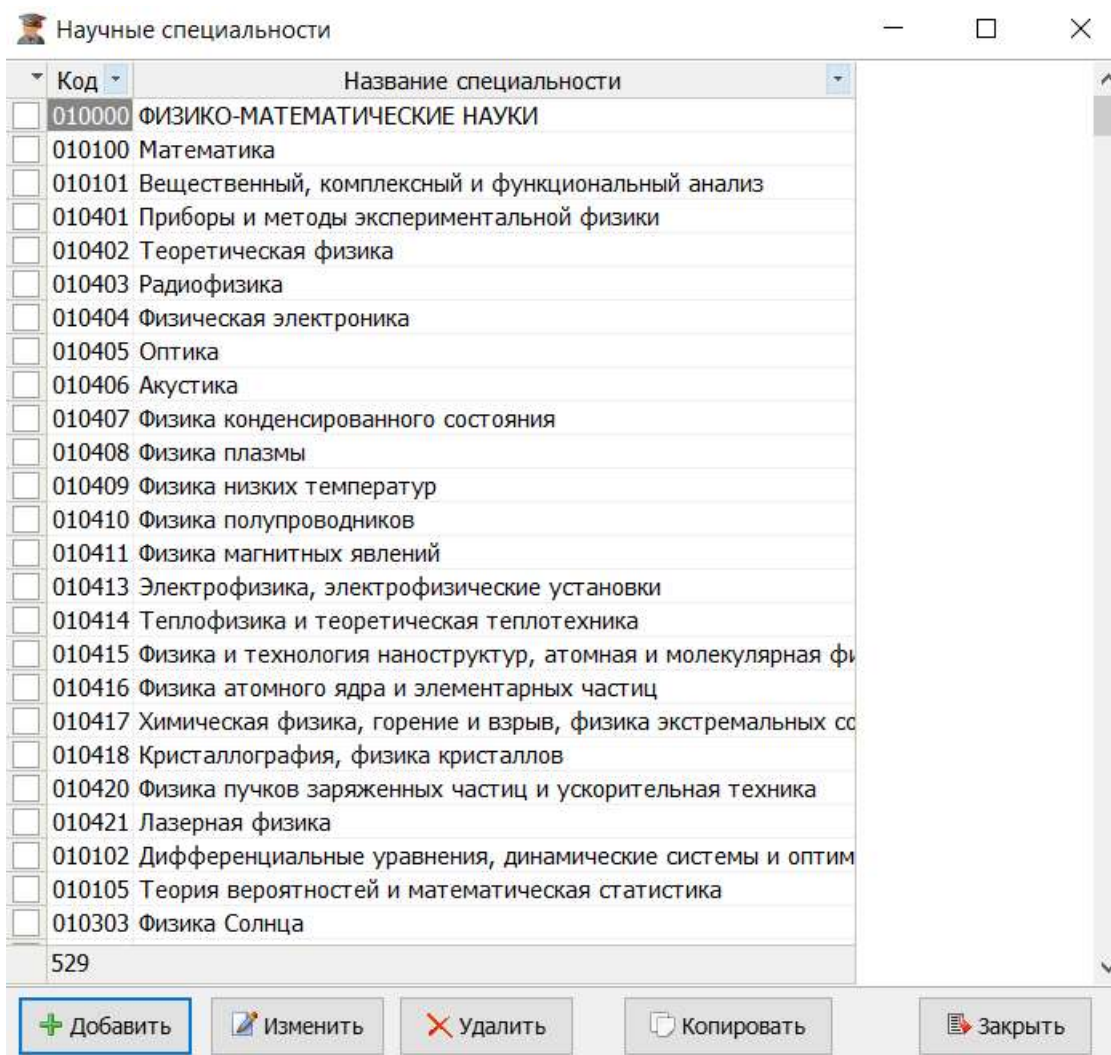 Научные специальности
Код Название специальности
010000 ФИЗИКО-МАТЕМАТИЧЕСКИЕ НАУКИ
010100 Математика
010101 Вещественный, комплексный и функциональный анализ
010401 Приборы и методы экспериментальной физики
010402 Теоретическая физика
010403 Радиофизика
010404 Физическая электроника
010405 Оптика
010406 Акустика
010407 Физика конденсированного состояния
010408 Физика плазмы
010409 Физика низких температур
010410 Физика полупроводников
010411 Физика магнитных явлений
010413 Электрофизика, электрофизические установки
010414 Теплофизика и теоретическая теплотехника
010415 Физика и технология наноструктур, атомная и молекулярная фи
010416 Физика атомного ядра и элементарных частиц
010417 Химическая физика, горение и взрыв, физика экстремальных со
010418 Кристаллография, физика кристаллов
010420 Физика пучков заряженных частиц и ускорительная техника
010421 Лазерная физика
010102 Дифференциальные уравнения, динамические системы и оптим
010105 Теория вероятностей и математическая статистика
010303 Физика Солнца
529
Добавить Изменить Удалить Копировать Закрыть